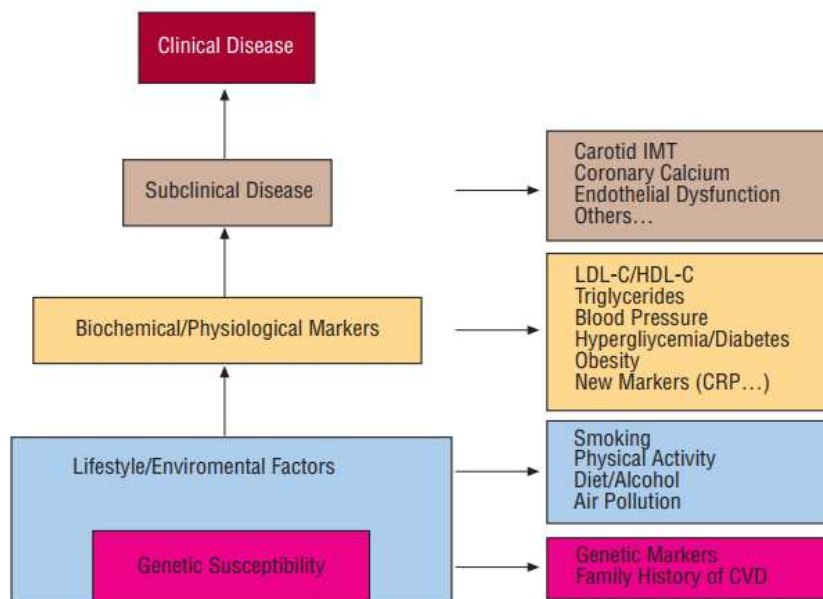 Clinical Disease
Subclinical Disease
Carotid IMT
Coronary Calcium
Endothelial Dysfunction
Others…
Biochemical/Physiological Markers
LDL-C/HDL-C
Triglycerides
Blood Pressure
Hypergliycemia/Diabetes
Obesity
New Markers (CRP…)
Lifestyle/Enviromental Factors
Smoking
Physical Activity
Diet/Alcohol
Air Pollution
Genetic Susceptibility
Genetic Markers
Family History of CVD